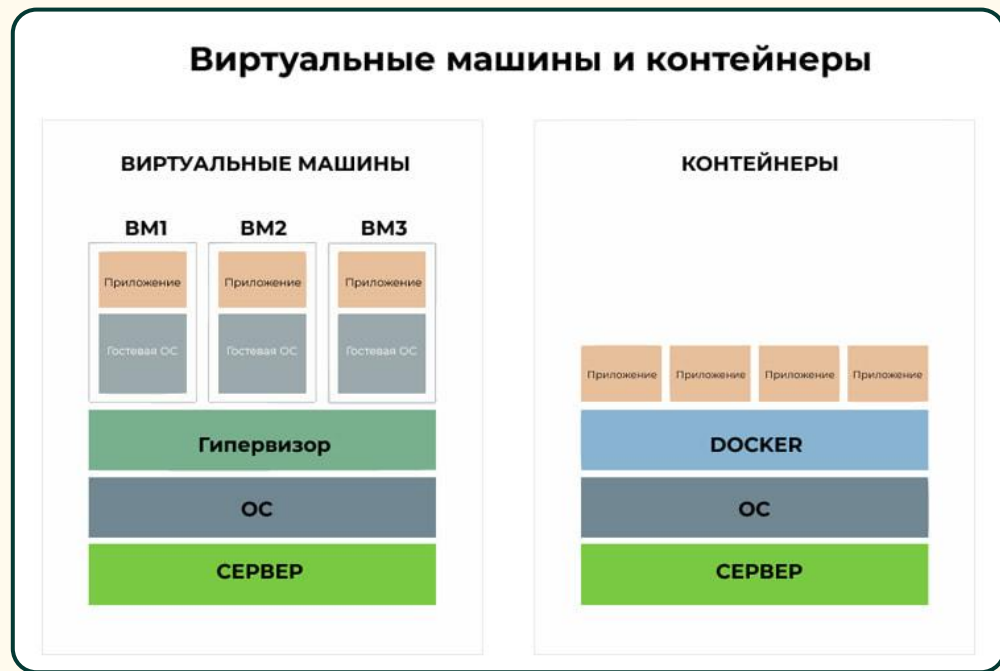 Виртуальные машины и контейнеры
ВИРТУАЛЬНЫЕ МАШИНЫ
ВМ1 ВМ2 ВМ3
Приложение Приложение Приложение
Гостевая ОС Гостевая ОС Гостевая ОС
Гипервизор
ОС
СЕРВЕР
КОНТЕЙНЕРЫ
Приложение Приложение Приложение Приложение
DOCKER
ОС
СЕРВЕР